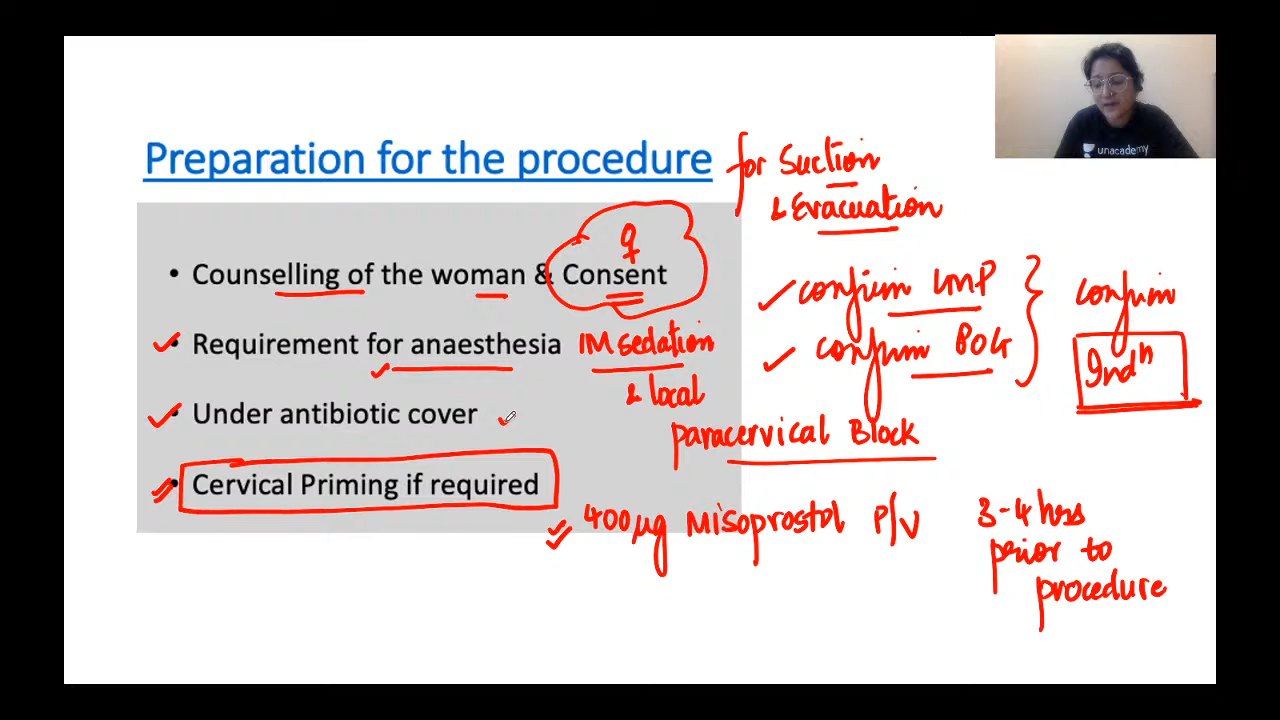 Preparation for the procedure
for Suction
& Evacuation
unacademy
• Counselling of the woman & Consent
• Requirement for anaesthesia
IM sedation
& local
paracervical Block
• Under antibiotic cover
• Cervical Priming if required
confirm LMP
confirm BOG
confirm
Indⁿ
400µg Misoprostol P/V
3-4 hrs
perior to
procedure